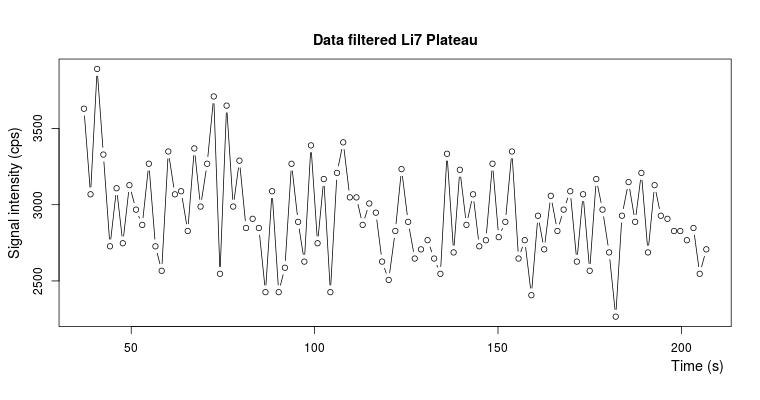 Data filtered Li7 Plateau
Signal intensity (cps)
3500
3000
2500
50 100 150 200
Time (s)